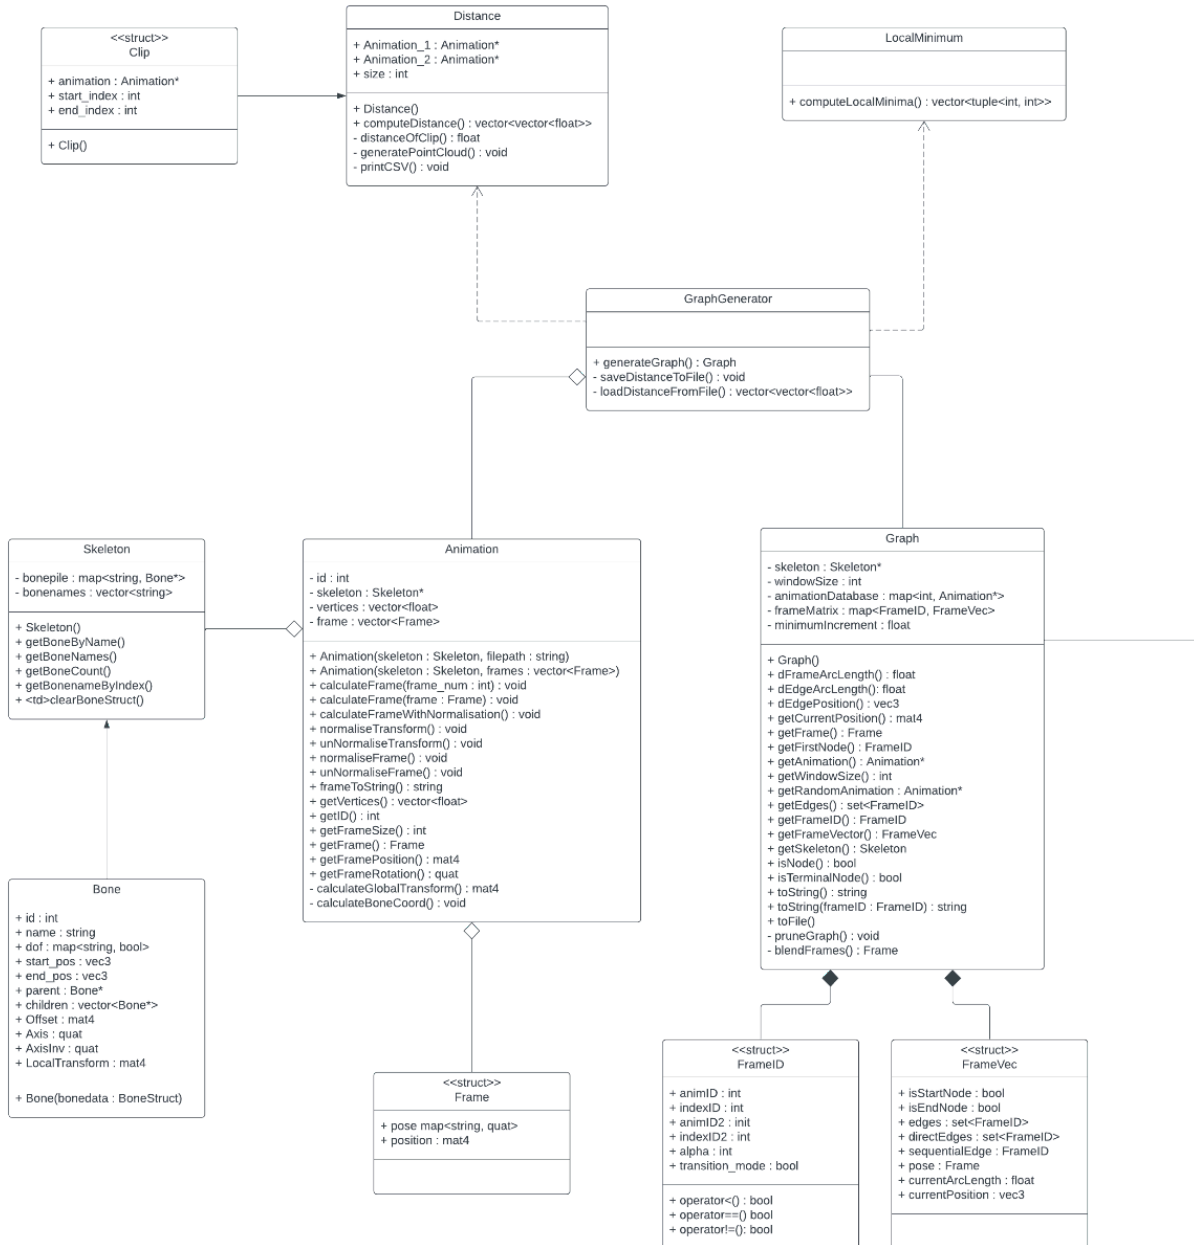 <<struct>>
Clip
+ animation : Animation*
+ start_index : int
+ end_index : int
+ Clip()
Distance
+ Animation_1 : Animation*
+ Animation_2 : Animation*
+ size : int
+ Distance()
+ computeDistance() : vector<vector<float>>
- distanceOfClip() : float
- generatePointCloud() : void
- printCSV() : void
LocalMinimum
+ computeLocalMinima() : vector<tuple<int, int>>
GraphGenerator
+ generateGraph() : Graph
- saveDistanceToFile() : void
- loadDistanceFromFile() : vector<vector<float>>
Skeleton
- bonepile : map<string, Bone*>
- bonenames : vector<string>
+ Skeleton()
+ getBoneByName()
+ getBoneNames()
+ getBoneCount()
+ getBonenameByIndex()
+ <td>clearBoneStruct()
Animation
- id : int
- skeleton : Skeleton*
- vertices : vector<float>
- frame : vector<Frame>
+ Animation(skeleton : Skeleton, filepath : string)
+ Animation(skeleton : Skeleton, frames : vector<Frame>)
+ calculateFrame(frame_num : int) : void
+ calculateFrame(frame : Frame) : void
+ calculateFrameWithNormalisation() : void
+ normaliseTransform() : void
+ unNormaliseTransform() : void
+ normaliseFrame() : void
+ unNormaliseFrame() : void
+ frameToString() : string
+ getVertices() : vector<float>
+ getID() : int
+ getFrameSize() : int
+ getFrame() : Frame
+ getFramePosition() : mat4
+ getFrameRotation() : quat
- calculateGlobalTransform() : mat4
- calculateBoneCoord() : void
Graph
- skeleton : Skeleton*
- windowSize : int
- animationDatabase : map<int, Animation*>
- frameMatrix : map<FrameID, FrameVec>
- minimumIncrement : float
+ Graph()
+ dFrameArcLength() : float
+ dEdgeArcLength(): float
+ dEdgePosition() : vec3
+ getCurrentPosition() : mat4
+ getFrame() : Frame
+ getFirstNode() : FrameID
+ getAnimation() : Animation*
+ getWindowSize() : int
+ getRandomAnimation : Animation*
+ getEdges() : set<FrameID>
+ getFrameID() : FrameID
+ getFrameVector() : FrameVec
+ getSkeleton() : Skeleton
+ isNode() : bool
+ isTerminalNode() : bool
+ toString() : string
+ toString(frameID : FrameID) : string
+ toFile()
- pruneGraph() : void
- blendFrames() : Frame
Bone
+ id : int
+ name : string
+ dof : map<string, bool>
+ start_pos : vec3
+ end_pos : vec3
+ parent : Bone*
+ children : vector<Bone*>
+ Offset : mat4
+ Axis : quat
+ AxisInv : quat
+ LocalTransform : mat4
+ Bone(bonedata : BoneStruct)
<<struct>>
Frame
+ pose map<string, quat>
+ position : mat4
<<struct>>
FrameID
+ animID : int
+ indexID : int
+ animID2 : init
+ indexID2 : init
+ alpha : int
+ transition_mode : bool
+ operator<() : bool
+ operator==() bool
+ operator!=(): bool
<<struct>>
FrameVec
+ isStartNode : bool
+ isEndNode : bool
+ edges : set<FrameID>
+ directEdges : set<FrameID>
+ sequentialEdge : FrameID
+ pose : Frame
+ currentArcLength : float
+ currentPosition : vec3